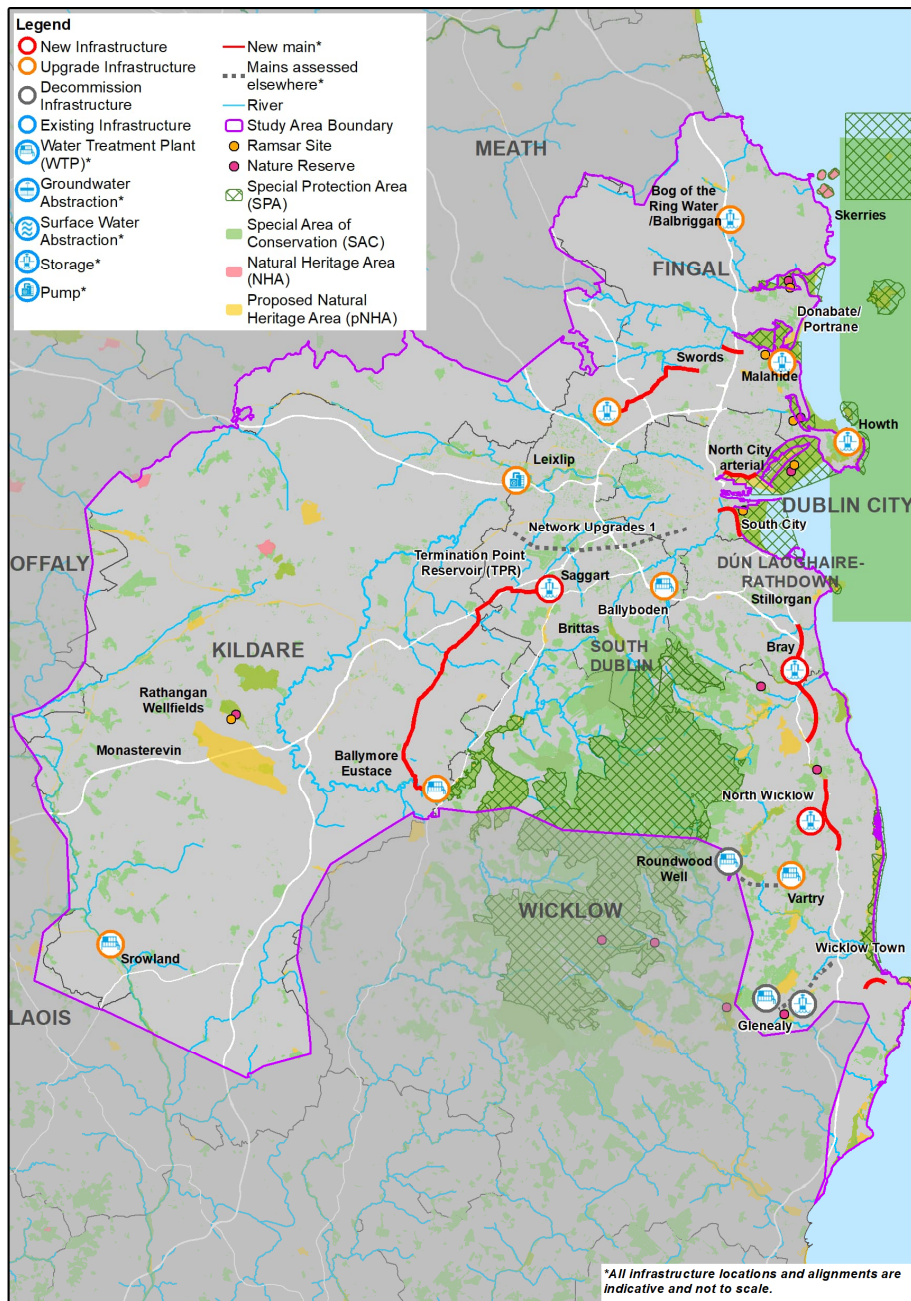 Legend
New Infrastructure
Upgrade Infrastructure
Decommission
Infrastructure
Existing Infrastructure
Water Treatment Plant
(WTP)*
Groundwater
Abstraction*
Surface Water
Abstraction*
Storage*
Pump*
New main*
Mains assessed
elsewhere*
River
Study Area Boundary
Ramsar Site
Nature Reserve
Special Protection Area
(SPA)
Special Area of
Conservation (SAC)
Natural Heritage Area
(NHA)
Proposed Natural
Heritage Area (pNHA)
MEATH
Bog of the
Ring Water
/Balbriggan
Skerries
FINGAL
Donabate/
Portrane
Swords
Malahide
Howth
North City
arterial
Leixlip
DUBLIN CITY
South City
Network Upgrades 1
Termination Point
Reservoir (TPR)
OFFALY
DÚN LAOGHAIRE-
RATHDOWN
Saggart
Stillorgan
Ballyboden
Brittas
SOUTH
DUBLIN
Bray
KILDARE
Rathangan
Wellfields
Monasterevin
Ballymore
Eustace
North Wicklow
Roundwood
Well
Vartry
WICKLOW
Wicklow Town
Srowland
LAOIS
Glenealy
*All infrastructure locations and alignments are
indicative and not to scale.